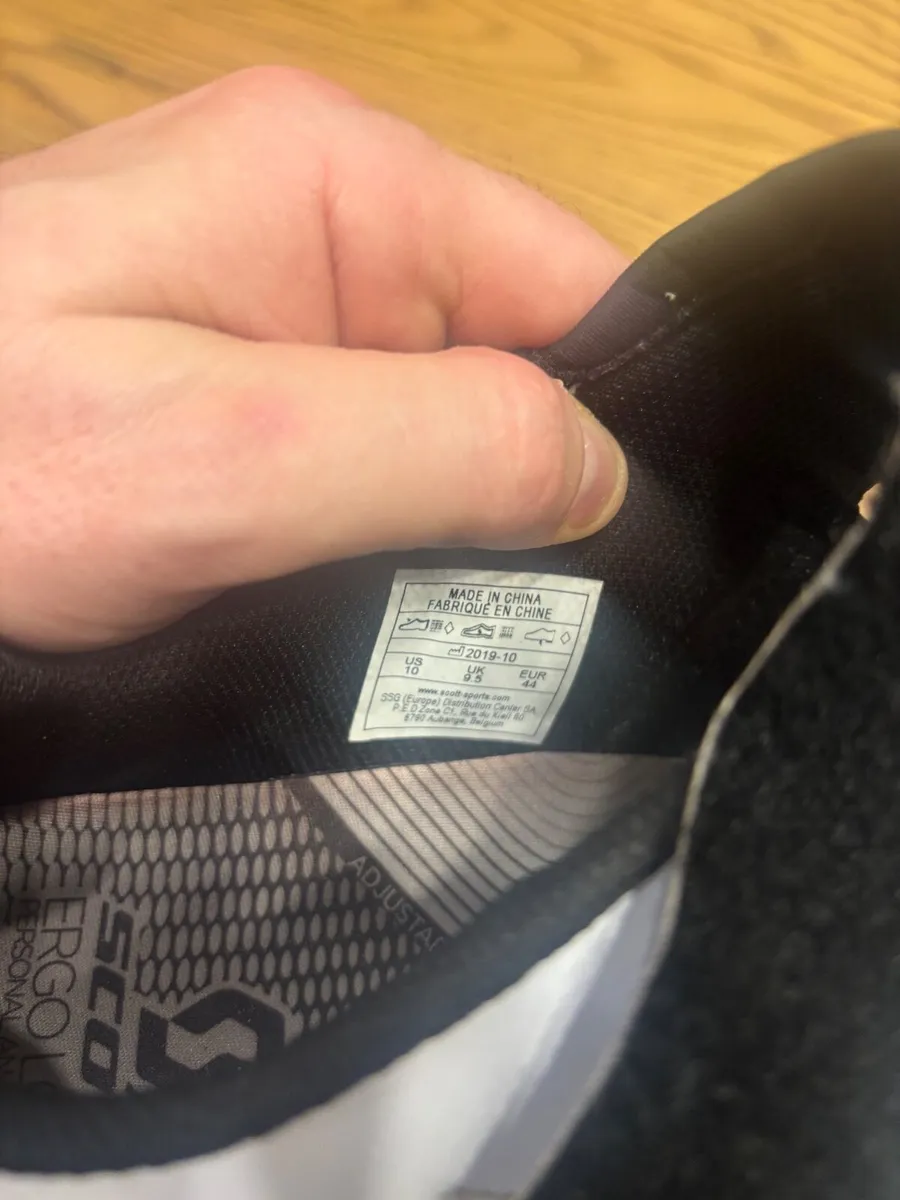 MADE IN CHINA
FABRIQUÉ EN CHINE
2019-10
US UK EUR
10 9.5 44
www.scott-sports.com
SSG (Europe) Distribution Center SA,
P.E.D Zone C1, Rue du Kiell 60
6790 Aubange, Belgium
ADJUSTA
SCO
ERGO L
PERSONAL